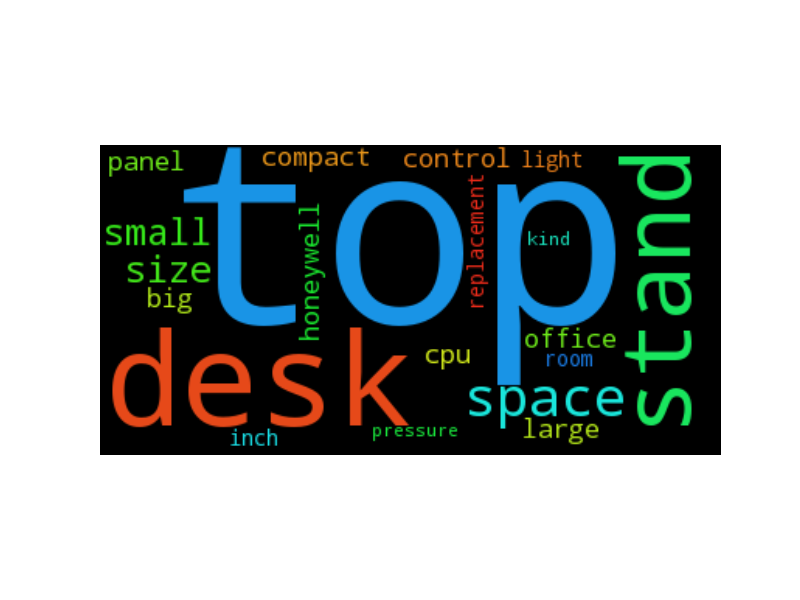 panel
compact
control
light
top
stand
small
honeywell
replacement
kind
size
big
desk
cpu
office
room
space
large
inch
pressure